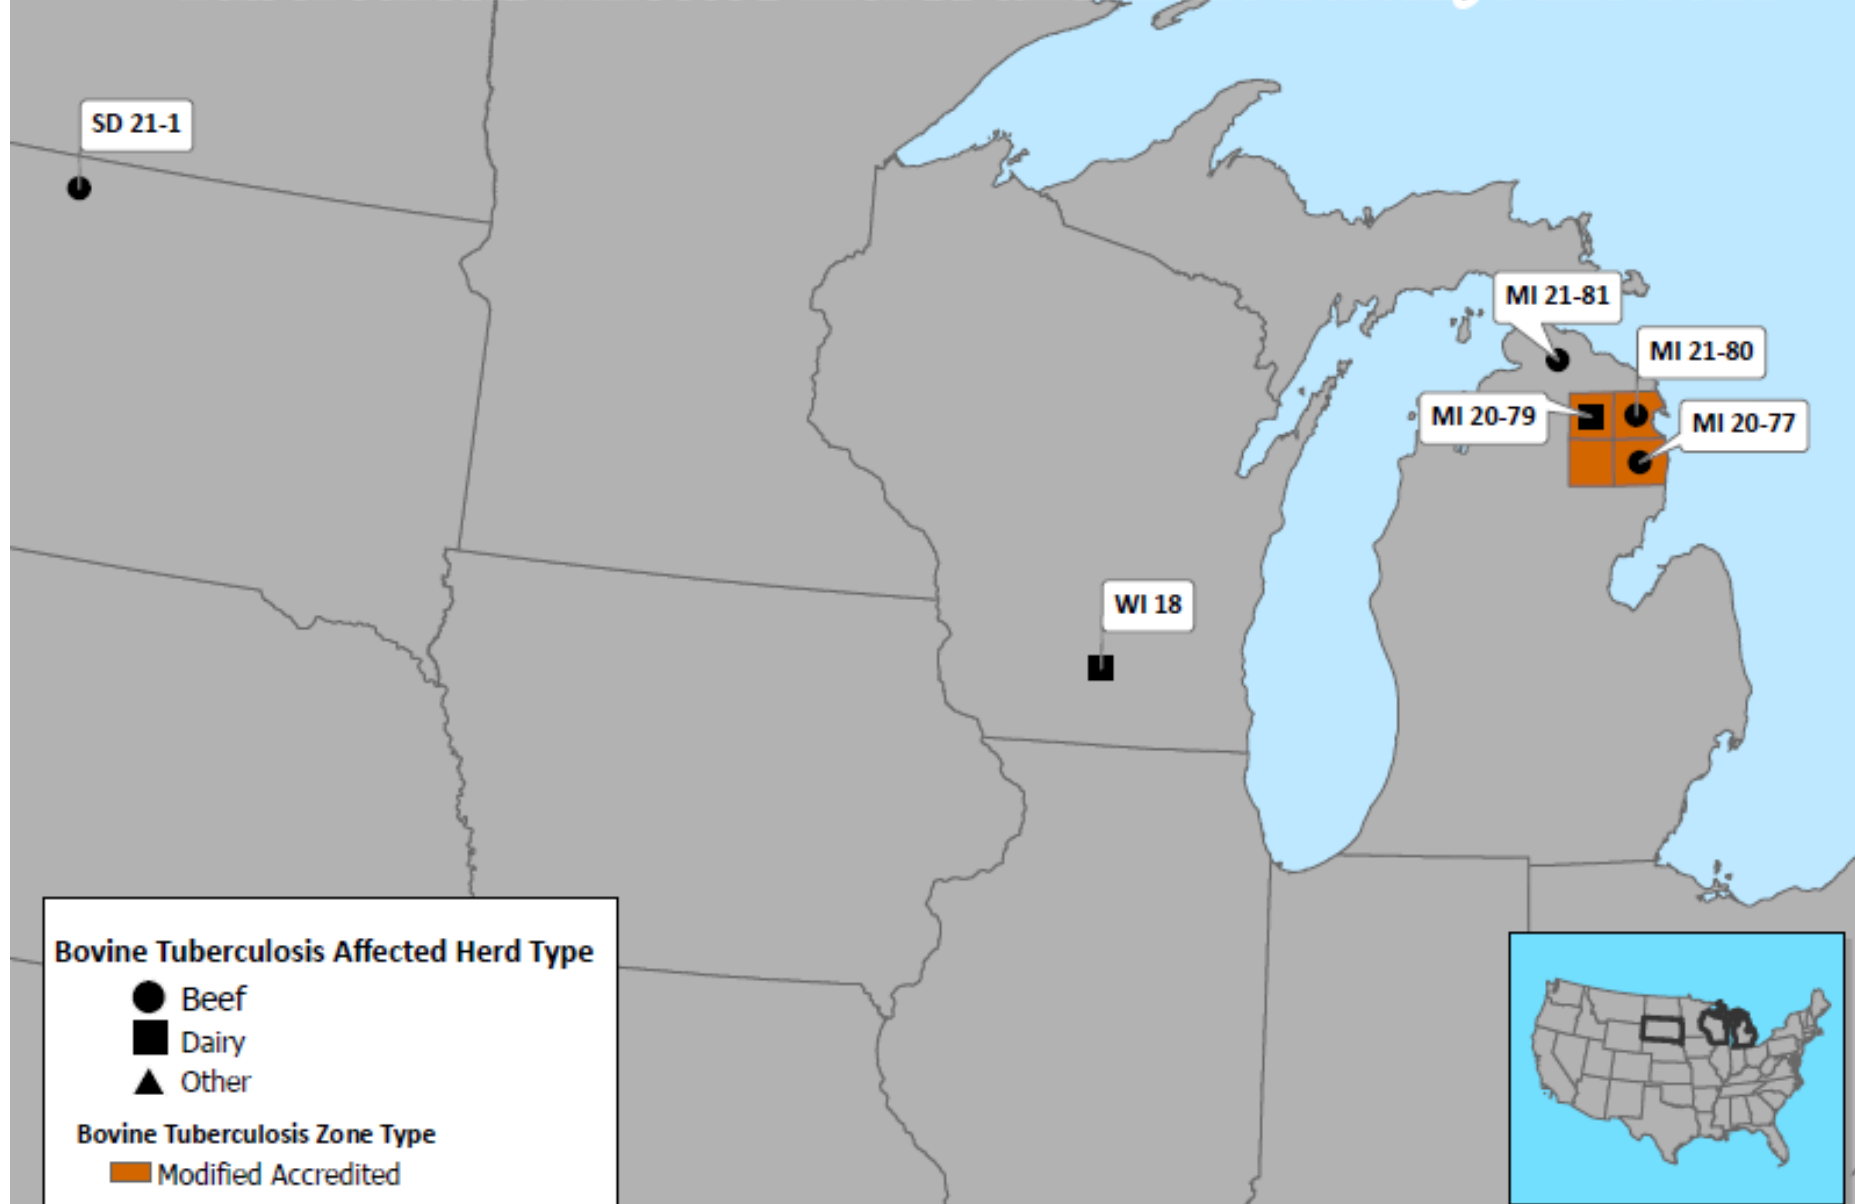 SD 21-1
MI 21-81
MI 21-80
MI 20-79
MI 20-77
WI 18
Bovine Tuberculosis Affected Herd Type
Beef
Dairy
Other
Bovine Tuberculosis Zone Type
Modified Accredited